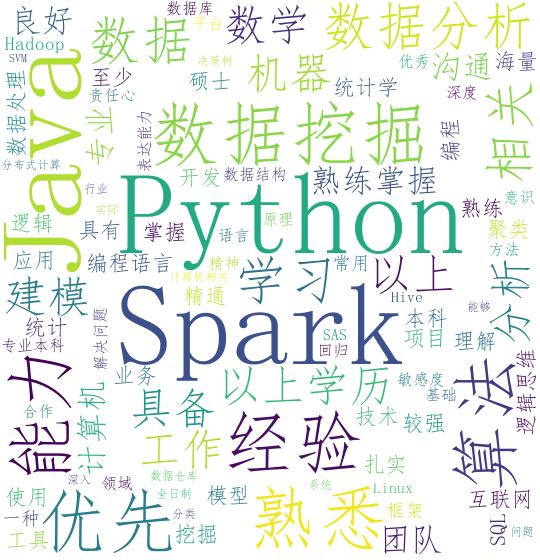 良好
数据库
平台
数据
数学
数据分析
Hadoop
SVM
决策树
优秀
沟通
海量
至少
机器
硕士
统计学
深度
责任心
数据处理
Java
专业
表达能力
数据挖掘
编程
相关
分布式计算
开发
数据结构
熟练掌握
行业
Python
熟练
意识
实际
逻辑
具有
掌握
语言
原理
聚类
方法
应用
编程语言
精神
学习
常用
以上
分析
计算机相关
建模
精通
Hive
能够
Spark
统计
SAS
本科
项目
理解
专业本科
解决问题
回归
逻辑思维
能力
业务
以上学历
敏感度
基础
算法
合作
计算机
具备
经验
技术
较强
工作
扎实
深入
领域
数据仓库
使用
全日制
模型
系统
Linux
互联网
一种
优先
熟悉
框架
SQL
工具
分类
挖掘
团队
问题